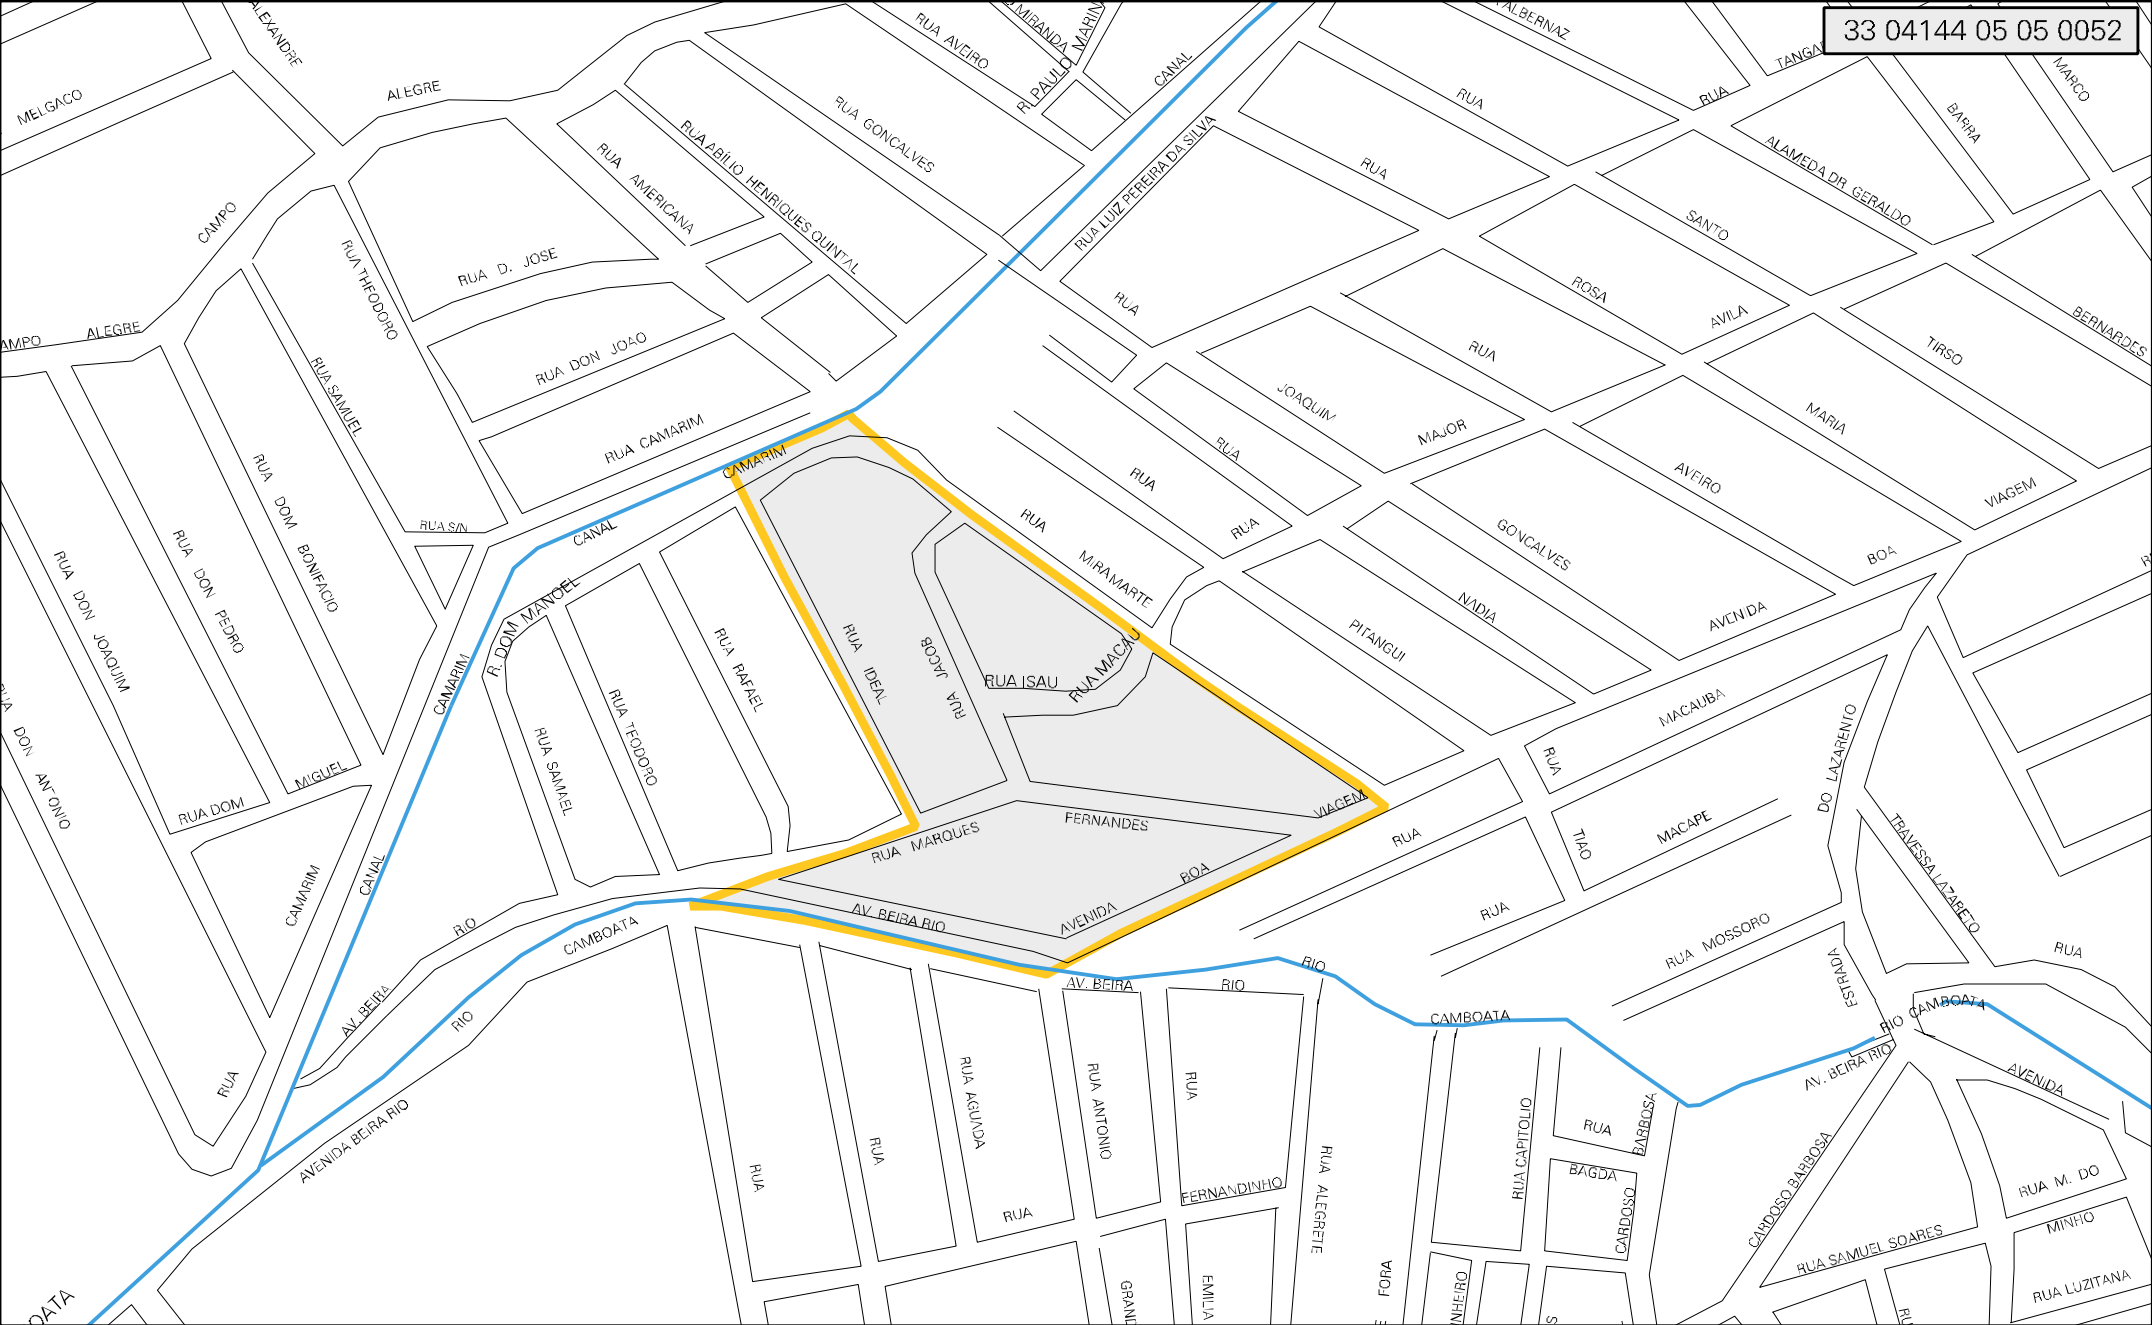 33 04144 05 05 0052
ALEXANDRE
MELGACO
ALEGRE
CAMPO
CAMPO
ALEGRE
RUA AVEIRO
MIRANDA
R. PAULO MARIN
CANAL
ALBERNAZ
RUA
TANGAR
MARCO
BARRA
RUA GONCALVES
RUA ABÍLIO HENRIQUES QUINTAL
RUA AMERICANA
RUA LUIZ PEREIRA DA SILVA
RUA
RUA
ALAMEDA DR. GERALDO
SANTO
ROSA
AVILA
BERNARDES
TIRSO
RUA THEODORO
RUA D. JOSE
RUA DON JOAO
RUA CAMARIM
RUA SAMUEL
RUA S/N
RUA DOM BONIFACIO
RUA DON PEDRO
RUA DON JOAQUIM
RUA DON ANTONIO
RUA DOM
MIGUEL
RUA
RUA
JOAQUIM
MAJOR
RUA
MARIA
VIAGEM
AVEIRO
BOA
RUA
RUA
RUA
MIRAMARTE
GONCALVES
NADIA
AVENIDA
PITANGUI
CAMARIM
CANAL
R. DOM MANOEL
CAMARIM
CANAL
CAMARIM
RUA
RUA RAFAEL
RUA TEODORO
RUA SAMAEL
RUA IDEAL
RUA JACOB
RUA ISAU
RUA MACAU
VIAGEM
RUA MARQUES
FERNANDES
BOA
AVENIDA
AV. BEIRA RIO
RUA
MACAUBA
RUA
TIAO
MACAPE
RUA
RUA
RUA MOSSORO
DO LAZARENTO
ESTRADA
TRAVESSA LAZARETO
RUA
RIO CAMBOATA
AV. BEIRA RIO
AVENIDA
RIO
AV. BEIRA
RIO
CAMBOATA
AVENIDA BEIRA RIO
OATA
AV. BEIRA
RIO
RIO
CAMBOATA
RUA
RUA
RUA AGUADA
RUA
RUA ANTONIO
RUA
FERNANDINHO
RUA ALEGRETE
RUA CAPITOLIO
RUA
BARBOSA
BAGDA
CARDOSO
CARDOSO BARBOSA
RUA M. DO
MINHO
RUA SAMUEL SOARES
RUA LUZITANA
GRAND
EMILIA
FORA
NHEIRO